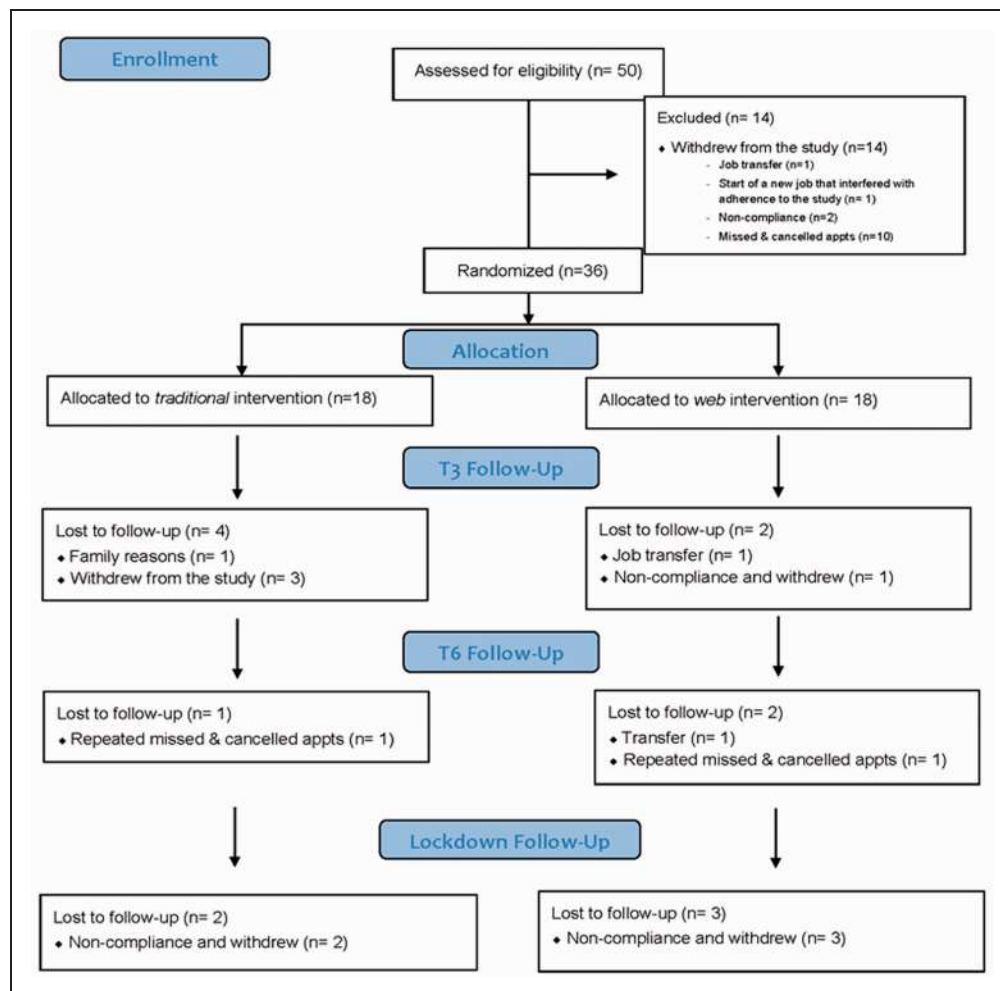 Enrollment
Assessed for eligibility (n= 50)
Excluded (n= 14)
◆ Withdrew from the study (n=14)
- Job transfer (n=1)
- Start of a new job that interfered with
adherence to the study (n= 1)
- Non-compliance (n=2)
- Missed & cancelled appts (n=10)
Randomized (n=36)
Allocation
Allocated to traditional intervention (n=18)
Allocated to web intervention (n= 18)
T3 Follow-Up
Lost to follow-up (n= 4)
◆ Family reasons (n= 1)
◆ Withdrew from the study (n= 3)
Lost to follow-up (n= 2)
◆ Job transfer (n= 1)
◆ Non-compliance and withdrew (n= 1)
T6 Follow-Up
Lost to follow-up (n= 1)
◆ Repeated missed & cancelled appts (n= 1)
Lost to follow-up (n= 2)
◆ Transfer (n= 1)
◆ Repeated missed & cancelled appts (n= 1)
Lockdown Follow-Up
Lost to follow-up (n= 2)
◆ Non-compliance and withdrew (n= 2)
Lost to follow-up (n= 3)
◆ Non-compliance and withdrew (n= 3)